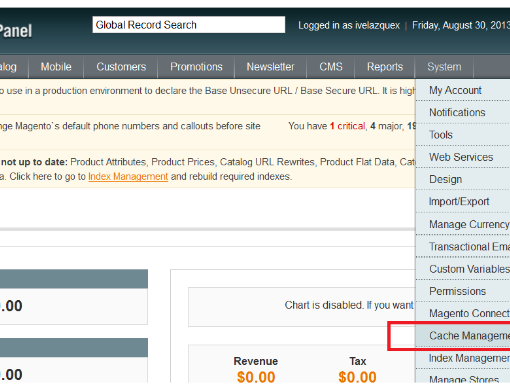 Panel
Global Record Search
Logged in as ivelazquex | Friday, August 30, 2013
alog Mobile Customers Promotions Newsletter CMS Reports System
o use in a production environment to declare the Base Unsecure URL / Base Secure URL. It is high
nge Magento`s default phone numbers and callouts before site You have 1 critical, 4 major, 19
not up to date: Product Attributes, Product Prices, Catalog URL Rewrites, Product Flat Data, Cat
a. Click here to go to Index Management and rebuild required indexes.
My Account
Notifications
Tools
Web Services
Design
Import/Export
Manage Currency
Transactional Ema
Custom Variables
Permissions
Magento Connect
Cache Manageme
Index Managemen
Manage Stores
.00
Chart is disabled. If you want
.00
Revenue Tax
$0.00 $0.00